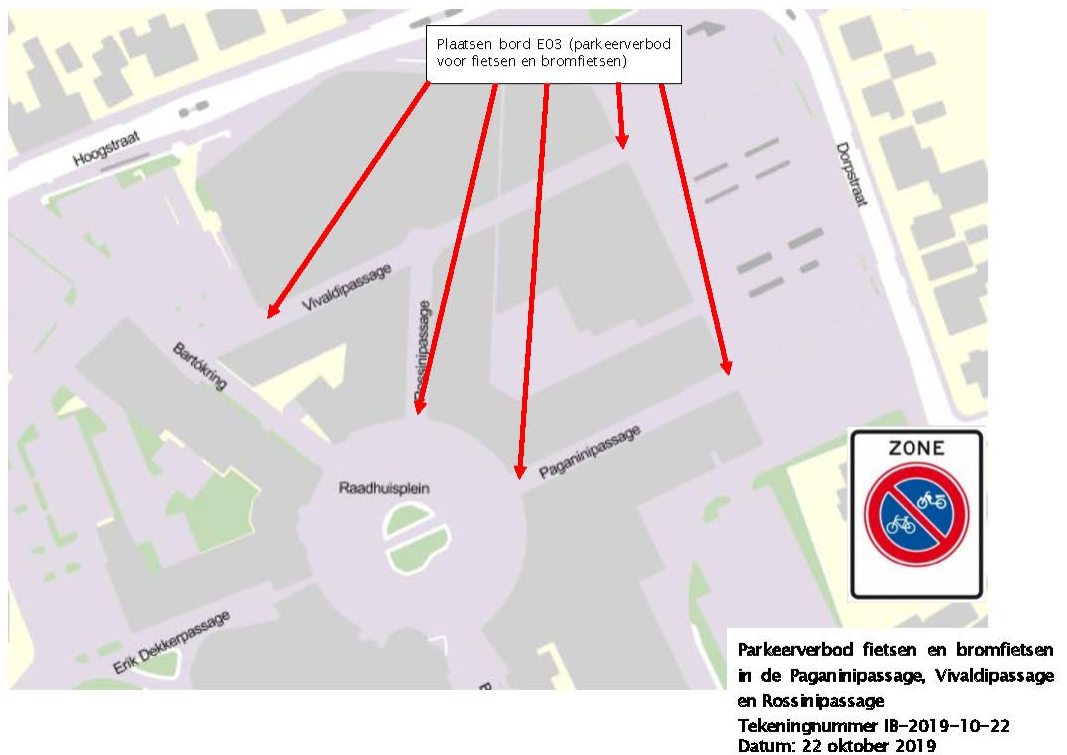 Plaatsen bord E03 (parkeerverbod
voor fietsen en bromfietsen)
Hoogstraat
Dorpstraat
Vivaldipassage
Rossinipassage
Bartókring
Paganinipassage
Raadhuisplein
Erik Dekkerpassage
ZONE
Parkeerverbod fietsen en bromfietsen
in de Paganinipassage, Vivaldipassage
en Rossinipassage
Tekeningnummer IB-2019-10-22
Datum: 22 oktober 2019